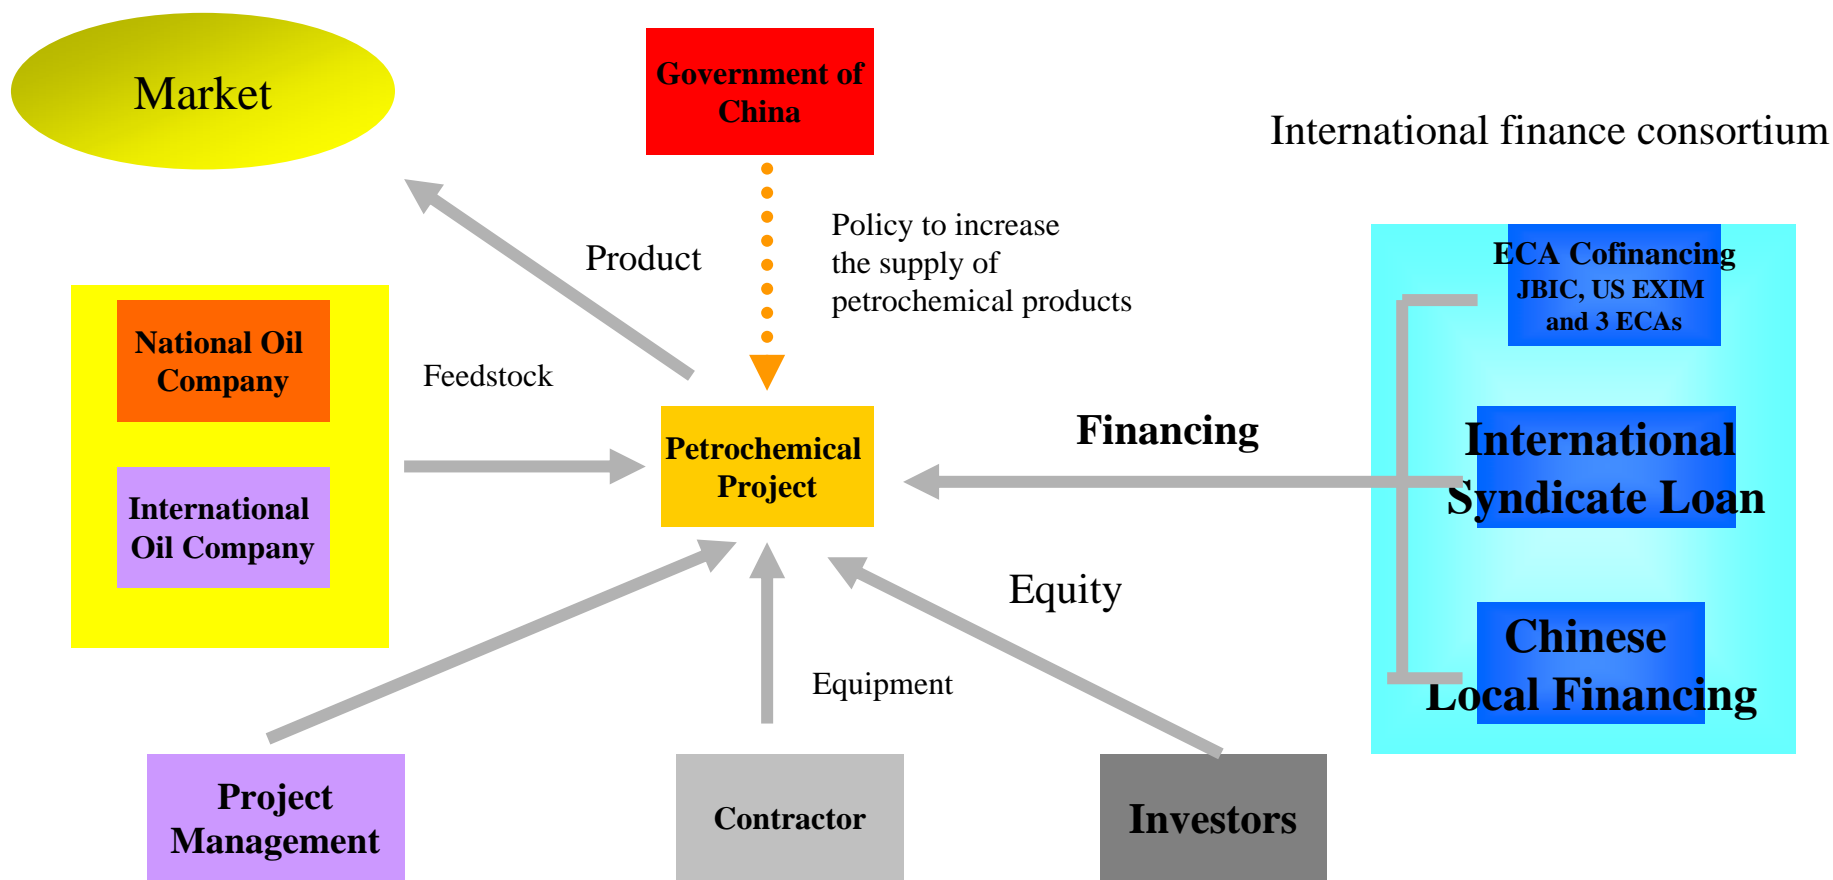 Market
Government of
China
International finance consortium
Product
Policy to increase
the supply of
petrochemical products
ECA Cofinancing
JBIC, US EXIM
and 3 ECAs
National Oil
Company
Feedstock
International
Oil Company
Petrochemical
Project
Financing
International
Syndicate Loan
Equity
Equipment
Chinese
Local Financing
Project
Management
Contractor
Investors